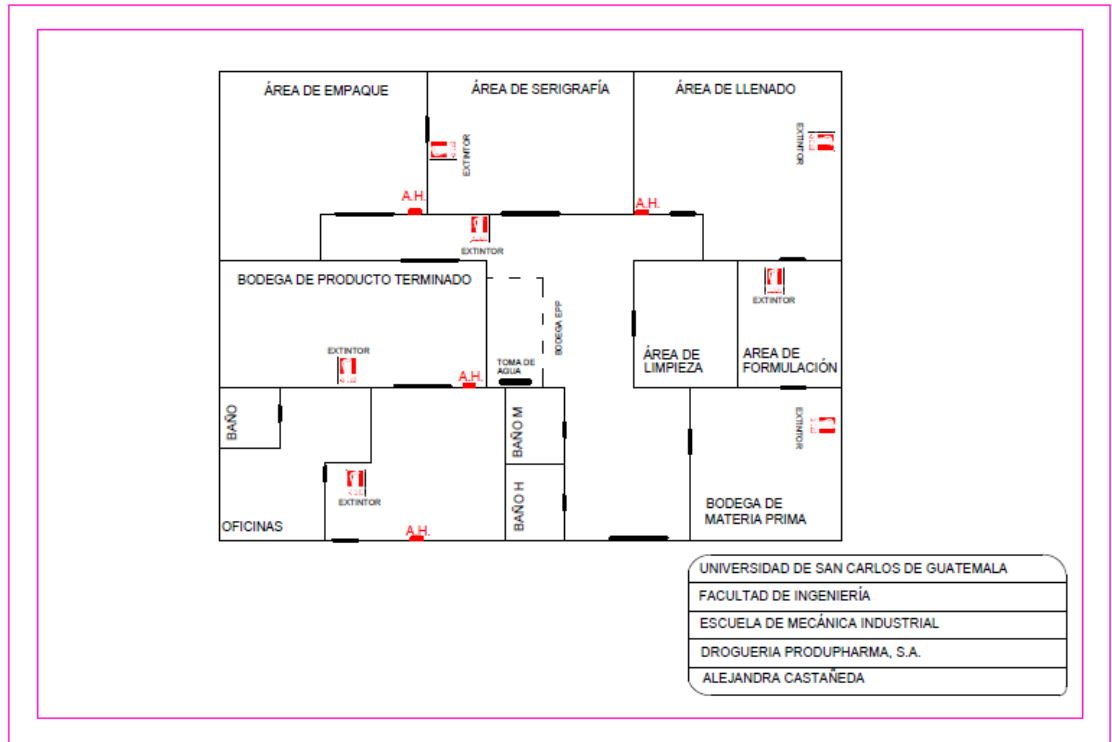 ÁREA DE EMPAQUE
ÁREA DE SERIGRAFÍA
ÁREA DE LLENADO
EXTINTOR
EXTINTOR
A.H.
A.H.
EXTINTOR
BODEGA DE PRODUCTO TERMINADO
EXTINTOR
BODEGA EPP
EXTINTOR
TOMA DE
AGUA
ÁREA DE
LIMPIEZA
AREA DE
FORMULACIÓN
A.H.
BAÑO
BAÑO M
EXTINTOR
EXTINTOR
BAÑO H
OFICINAS
A.H.
BODEGA DE
MATERIA PRIMA
UNIVERSIDAD DE SAN CARLOS DE GUATEMALA
FACULTAD DE INGENIERÍA
ESCUELA DE MECÁNICA INDUSTRIAL
DROGUERIA PRODUPHARMA, S.A.
ALEJANDRA CASTAÑEDA